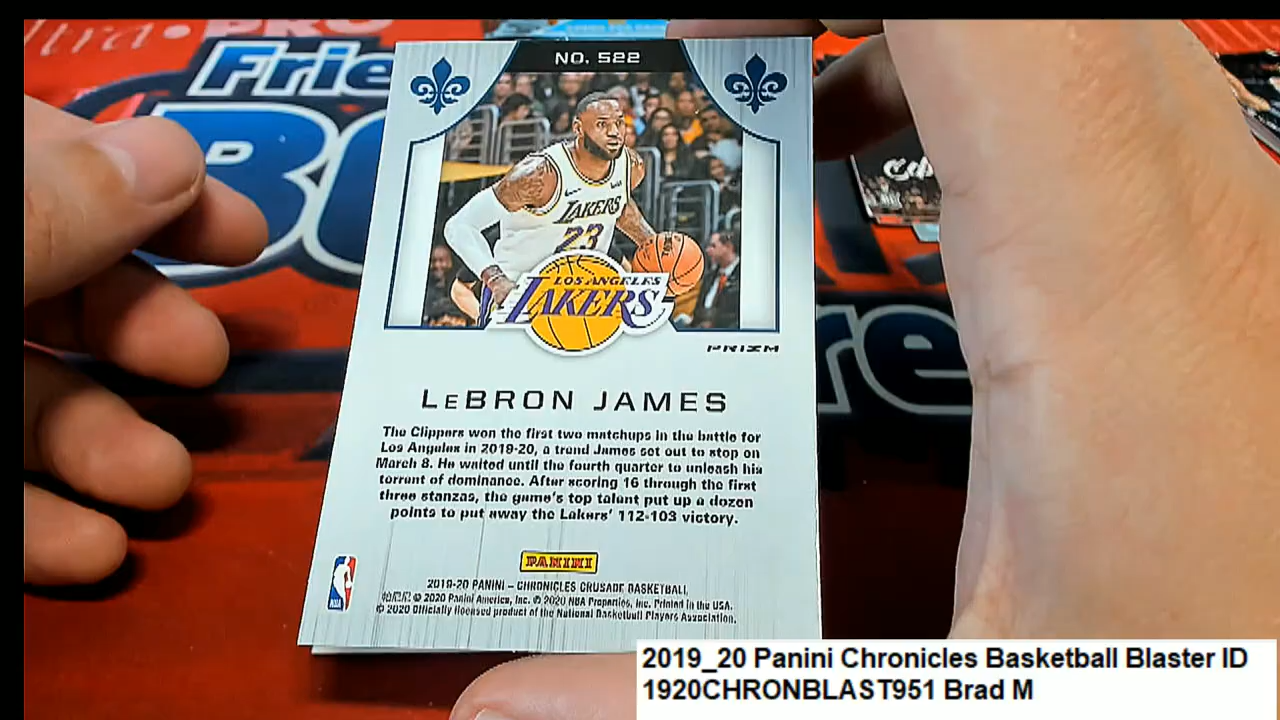 ltra PRO
Frie
NO. 522
LAKERS
23
LOS ANGELES
LAKERS
PRIZM
re
LeBRON JAMES
The Clippers won the first two matchups in the battle for
Los Angeles in 2019-20, a trend James set out to stop on
March 8. He waited until the fourth quarter to unleash his
torrent of dominance. After scoring 16 through the first
three stanzas, the game's top talent put up a dozen
points to put away the Lakers' 112-103 victory.
PANINI
NBA
2019-20 PANINI – CHRONICLES CRUSADE BASKETBALL
© 2020 Panini America, Inc. © 2020 NBA Properties, Inc. Printed in the USA.
© 2020 Officially licensed product of the National Basketball Players Association.
2019_20 Panini Chronicles Basketball Blaster ID
1920CHRONBLAST951 Brad M